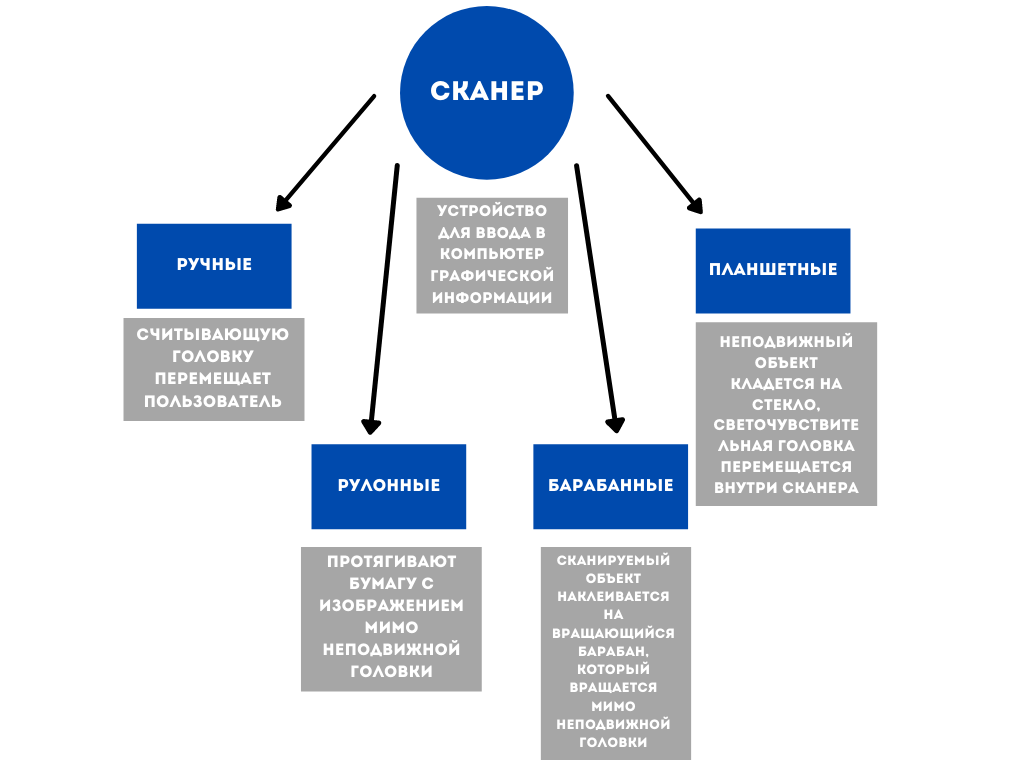 СКАНЕР
УСТРОЙСТВО
ДЛЯ ВВОДА В
КОМПЬЮТЕР
ГРАФИЧЕСКОЙ
ИНФОРМАЦИИ
РУЧНЫЕ
СЧИТЫВАЮЩУЮ
ГОЛОВКУ
ПЕРЕМЕЩАЕТ
ПОЛЬЗОВАТЕЛЬ
РУЛОННЫЕ
ПРОТЯГИВАЮТ
БУМАГУ С
ИЗОБРАЖЕНИЕМ
МИМО
НЕПОДВИЖНОЙ
ГОЛОВКИ
БАРАБАННЫЕ
СКАНИРУЕМЫЙ
ОБЪЕКТ
НАКЛЕИВАЕТСЯ
НА
ВРАЩАЮЩИЙСЯ
БАРАБАН,
КОТОРЫЙ
ВРАЩАЕТСЯ
МИМО
НЕПОДВИЖНОЙ
ГОЛОВКИ
ПЛАНШЕТНЫЕ
НЕПОДВИЖНЫЙ
ОБЪЕКТ
КЛАДЕТСЯ НА
СТЕКЛО,
СВЕТОЧУВСТВИТЕ
ЛЬНАЯ ГОЛОВКА
ПЕРЕМЕЩАЕТСЯ
ВНУТРИ СКАНЕРА